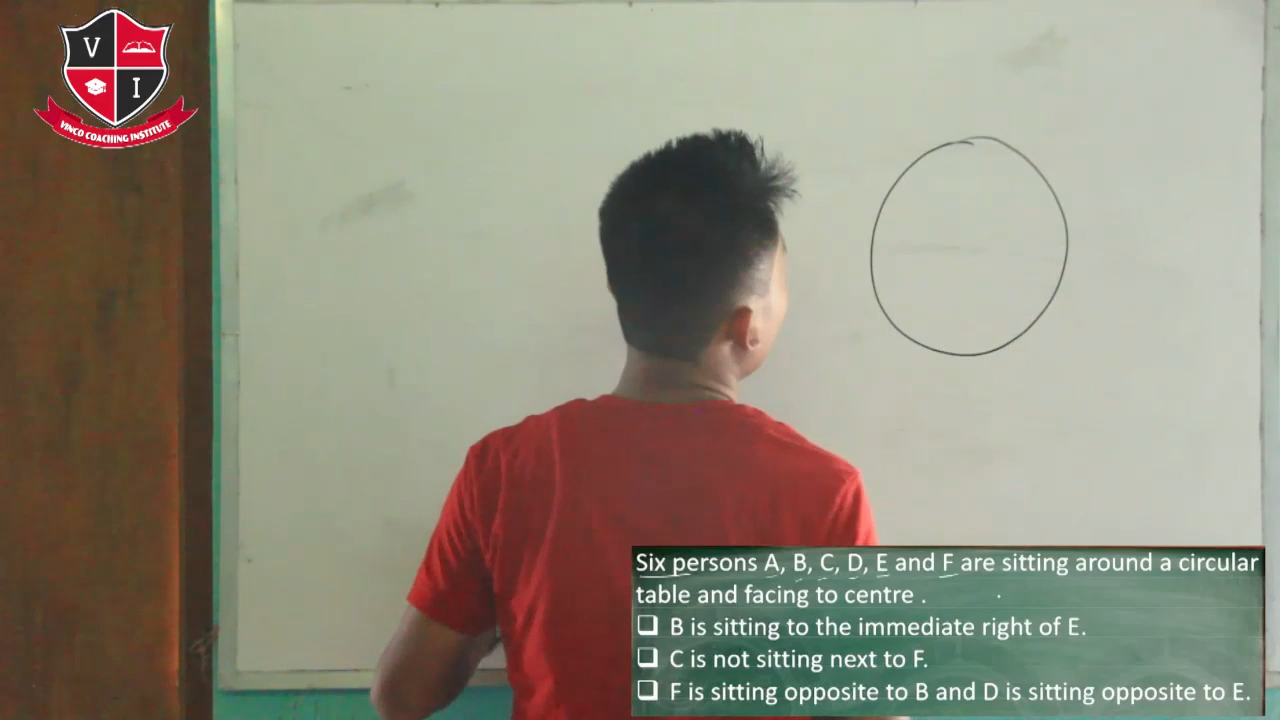 V
I
VINCO COACHING INSTITUTE
Six persons A, B, C, D, E and F are sitting around a circular
table and facing to centre .
B is sitting to the immediate right of E.
C is not sitting next to F.
F is sitting opposite to B and D is sitting opposite to E.